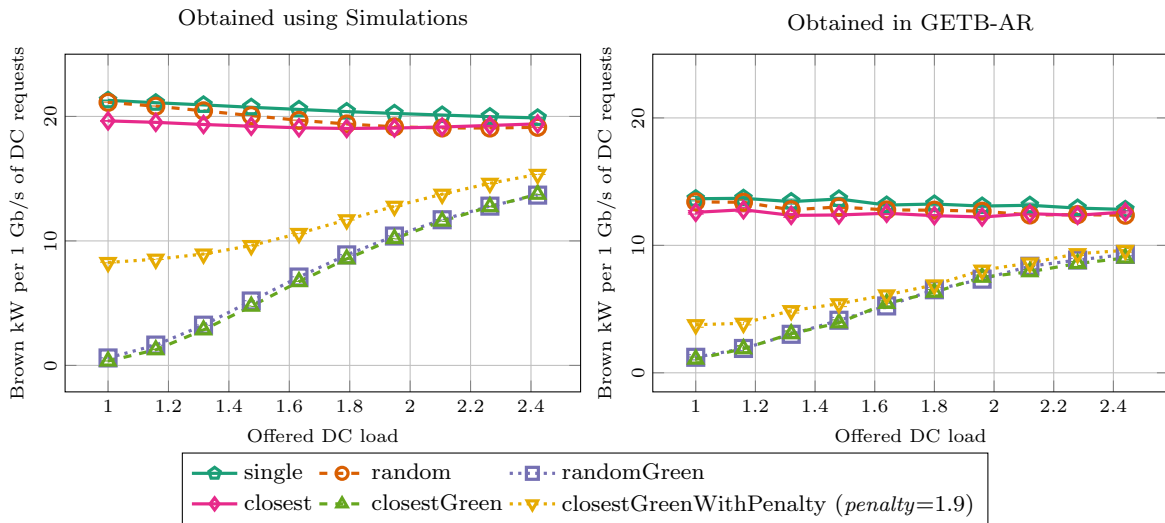 Obtained using Simulations
Obtained in GETB-AR
Brown kW per 1 Gb/s of DC requests
20
10
0
1 1.2 1.4 1.6 1.8 2 2.2 2.4
Offered DC load
Brown kW per 1 Gb/s of DC requests
20
10
0
1 1.2 1.4 1.6 1.8 2 2.2 2.4
Offered DC load
single random randomGreen
closest closestGreen closestGreenWithPenalty (penalty=1.9)